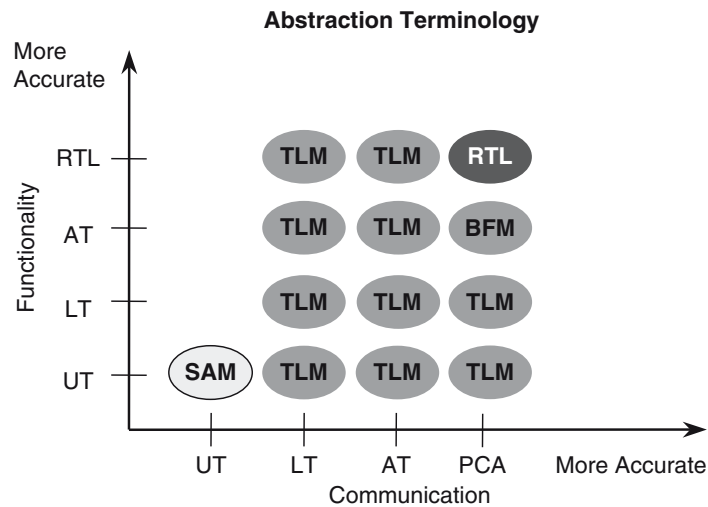 Abstraction Terminology
More
Accurate
Functionality
RTL TLM TLM RTL
AT TLM TLM BFM
LT TLM TLM TLM
UT SAM TLM TLM TLM
UT LT AT PCA More Accurate
Communication